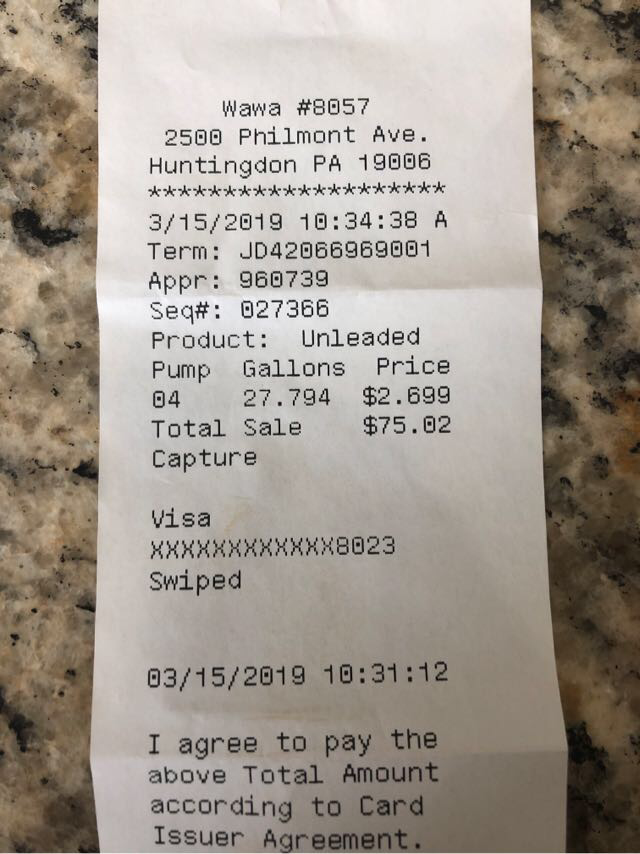 Wawa #8057
2500 Philmont Ave.
Huntingdon PA 19006
********************
3/15/2019 10:34:38 A
Term: JD42066969001
Appr: 960739
Seq#: 027366
Product: Unleaded
Pump Gallons Price
04 27.794 $2.699
Total Sale $75.02
Capture
Visa
XXXXXXXXXXXX8023
Swiped
03/15/2019 10:31:12
I agree to pay the
above Total Amount
according to Card
Issuer Agreement.